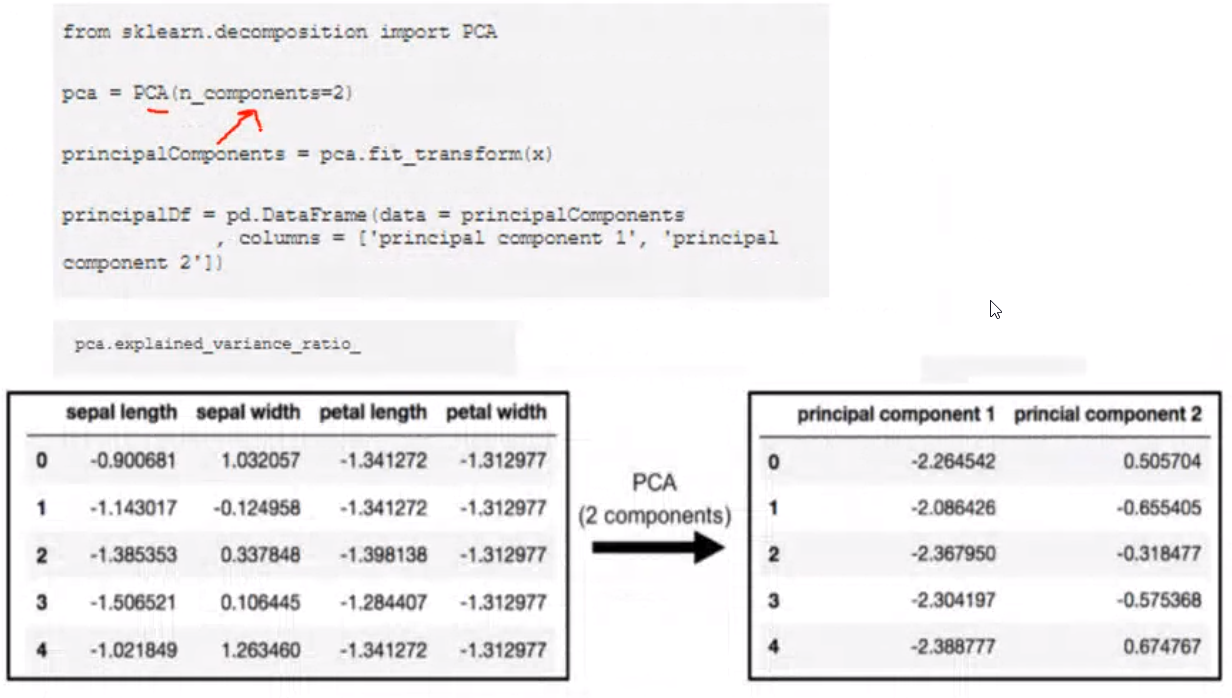 from sklearn.decomposition import PCA
pca = PCA(n_components=2)
principalComponents = pca.fit_transform(x)
principalDf = pd.DataFrame(data = principalComponents
, columns = ['principal component 1', 'principal
component 2'])
pca.explained_variance_ratio_
sepal length sepal width petal length petal width
0 -0.900681 1.032057 -1.341272 -1.312977
1 -1.143017 -0.124958 -1.341272 -1.312977
2 -1.385353 0.337848 -1.398138 -1.312977
3 -1.506521 0.106445 -1.284407 -1.312977
4 -1.021849 1.263460 -1.341272 -1.312977
PCA
(2 components)
principal component 1 princial component 2
0 -2.264542 0.505704
1 -2.086426 -0.655405
2 -2.367950 -0.318477
3 -2.304197 -0.575368
4 -2.388777 0.674767